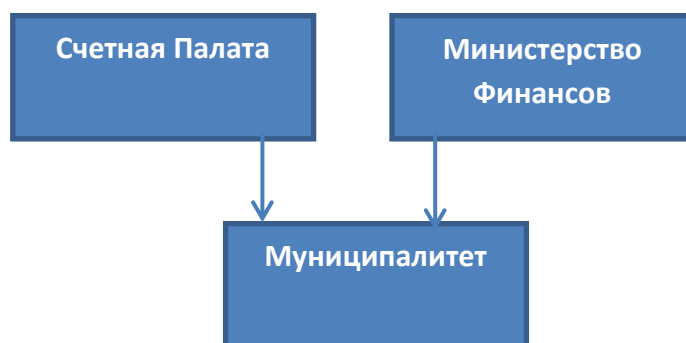 Счетная Палата
Министерство
Финансов
Муниципалитет